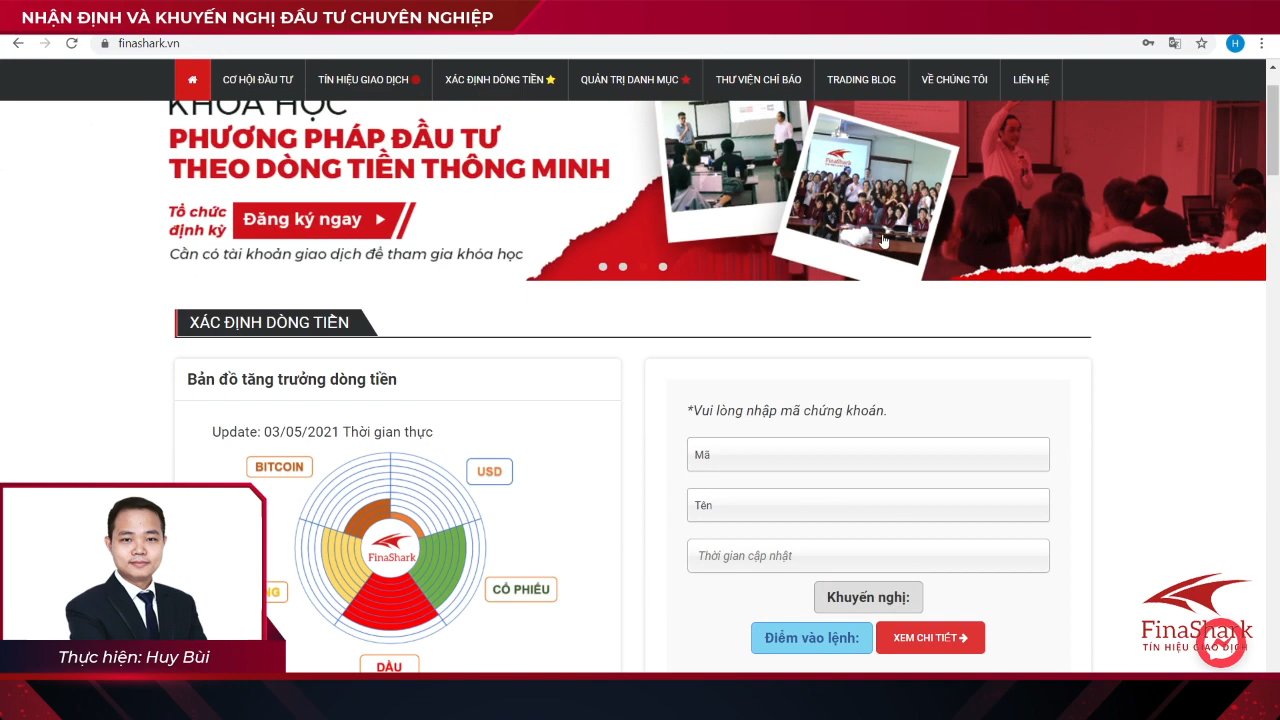 NHẬN ĐỊNH VÀ KHUYẾN NGHỊ ĐẦU TƯ CHUYÊN NGHIỆP
finashark.vn
H
CƠ HỘI ĐẦU TƯ
TÍN HIỆU GIAO DỊCH
XÁC ĐỊNH DÒNG TIỀN
QUẢN TRỊ DANH MỤC
THƯ VIỆN CHỈ BÁO
TRADING BLOG
VỀ CHÚNG TÔI
LIÊN HỆ
KHÓA HỌC
PHƯƠNG PHÁP ĐẦU TƯ
THEO DÒNG TIỀN THÔNG MINH
Tổ chức
định kỳ
Đăng ký ngay
Cần có tài khoản giao dịch để tham gia khóa học
FinaShark
XÁC ĐỊNH DÒNG TIỀN
Bản đồ tăng trưởng dòng tiền
Update: 03/05/2021 Thời gian thực
BITCOIN
USD
FinaShark
NG
CỔ PHIẾU
DẦU
*Vui lòng nhập mã chứng khoán.
Mã
Tên
Thời gian cập nhật
Khuyến nghị:
Điểm vào lệnh:
XEM CHI TIẾT
Thực hiện: Huy Bùi
FinaShark
TÍN HIỆU GIAO DỊCH